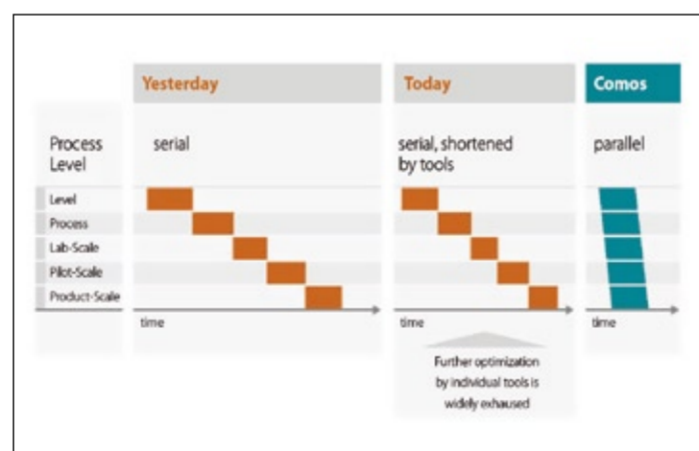 Yesterday
Today
Comos
Process
Level
serial
serial, shortened
by tools
parallel
Level
Process
Lab-Scale
Pilot-Scale
Product-Scale
time
time
time
Further optimization
by individual tools is
widely exhaused